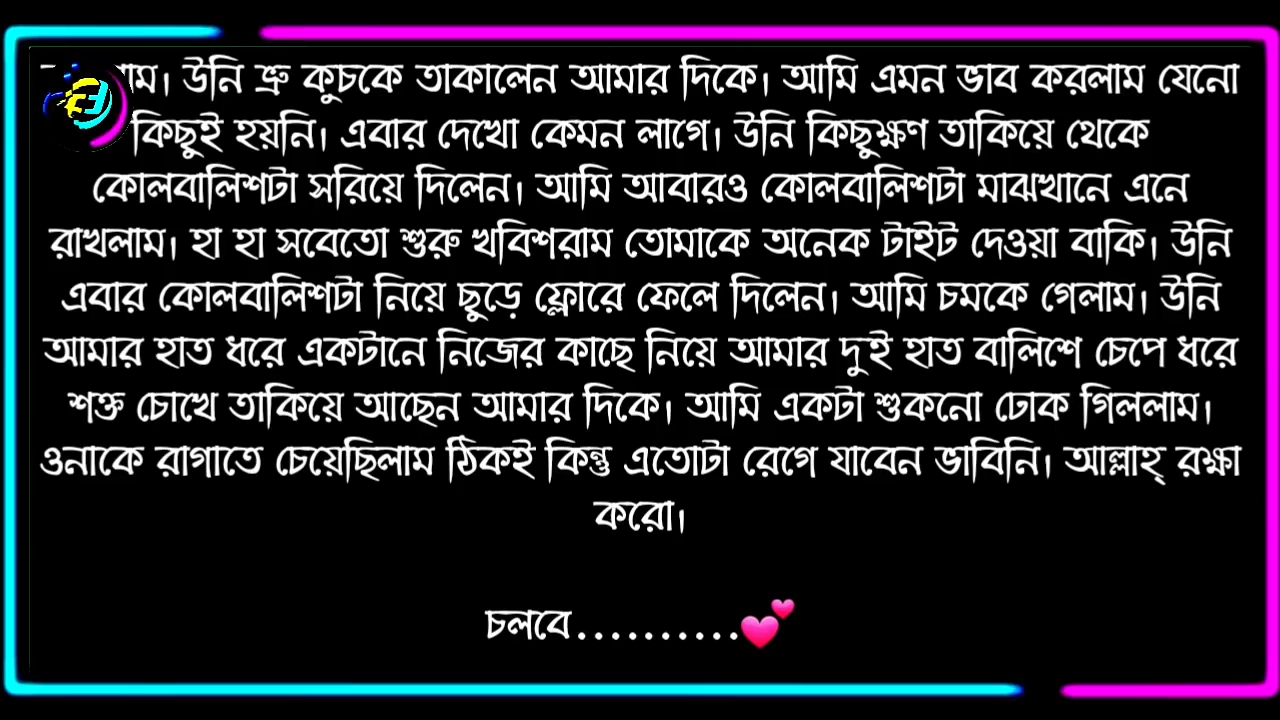 উনি ভ্রু কুচকে তাকালেন আমার দিকে। আমি এমন ভাব করলাম যেনো
কিছুই হয়নি। এবার দেখো কেমন লাগে। উনি কিছুক্ষণ তাকিয়ে থেকে
কোলবালিশটা সরিয়ে দিলেন। আমি আবারও কোলবালিশটা মাঝখানে এনে
রাখলাম। হা হা সবেতো শুরু খবিশরাম তোমাকে অনেক টাইট দেওয়া বাকি। উনি
এবার কোলবালিশটা নিয়ে ছুড়ে ফ্লোরে ফেলে দিলেন। আমি চমকে গেলাম। উনি
আমার হাত ধরে একটানে নিজের কাছে নিয়ে আমার দুই হাত বালিশে চেপে ধরে
শক্ত চোখে তাকিয়ে আছেন আমার দিকে। আমি একটা শুকনো ঢোক গিললাম।
ওনাকে রাগাতে চেয়েছিলাম ঠিকই কিন্তু এতোটা রেগে যাবেন ভাবিনি। আল্লাহ্ রক্ষা
করো।
চলবে..........💕